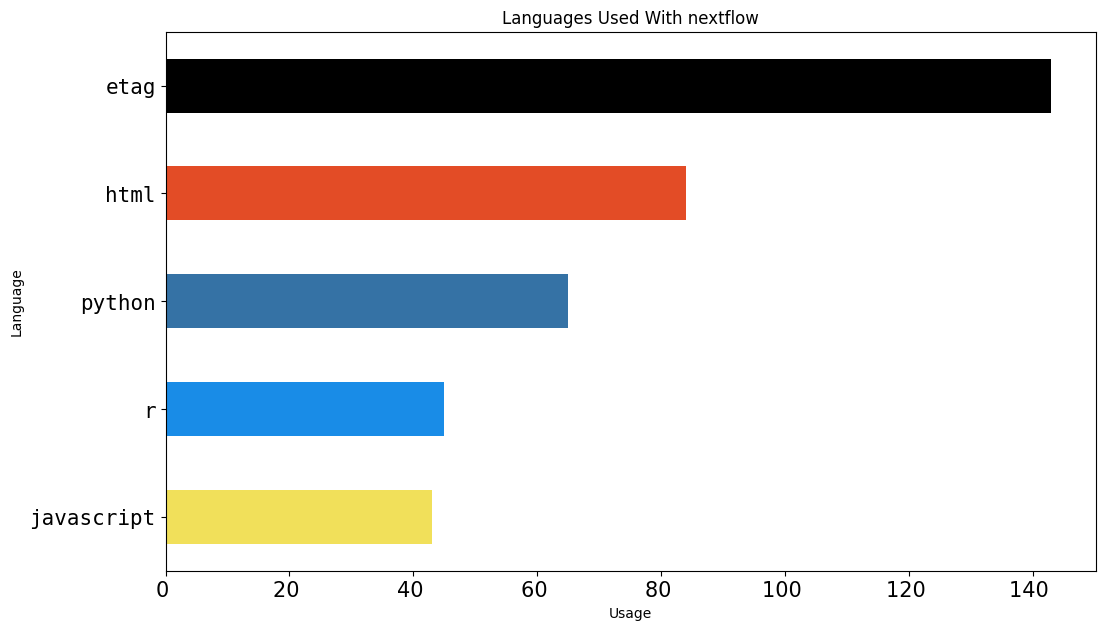 Languages Used With nextflow
etag
html
python
r
javascript
Language
0 20 40 60 80 100 120 140
Usage